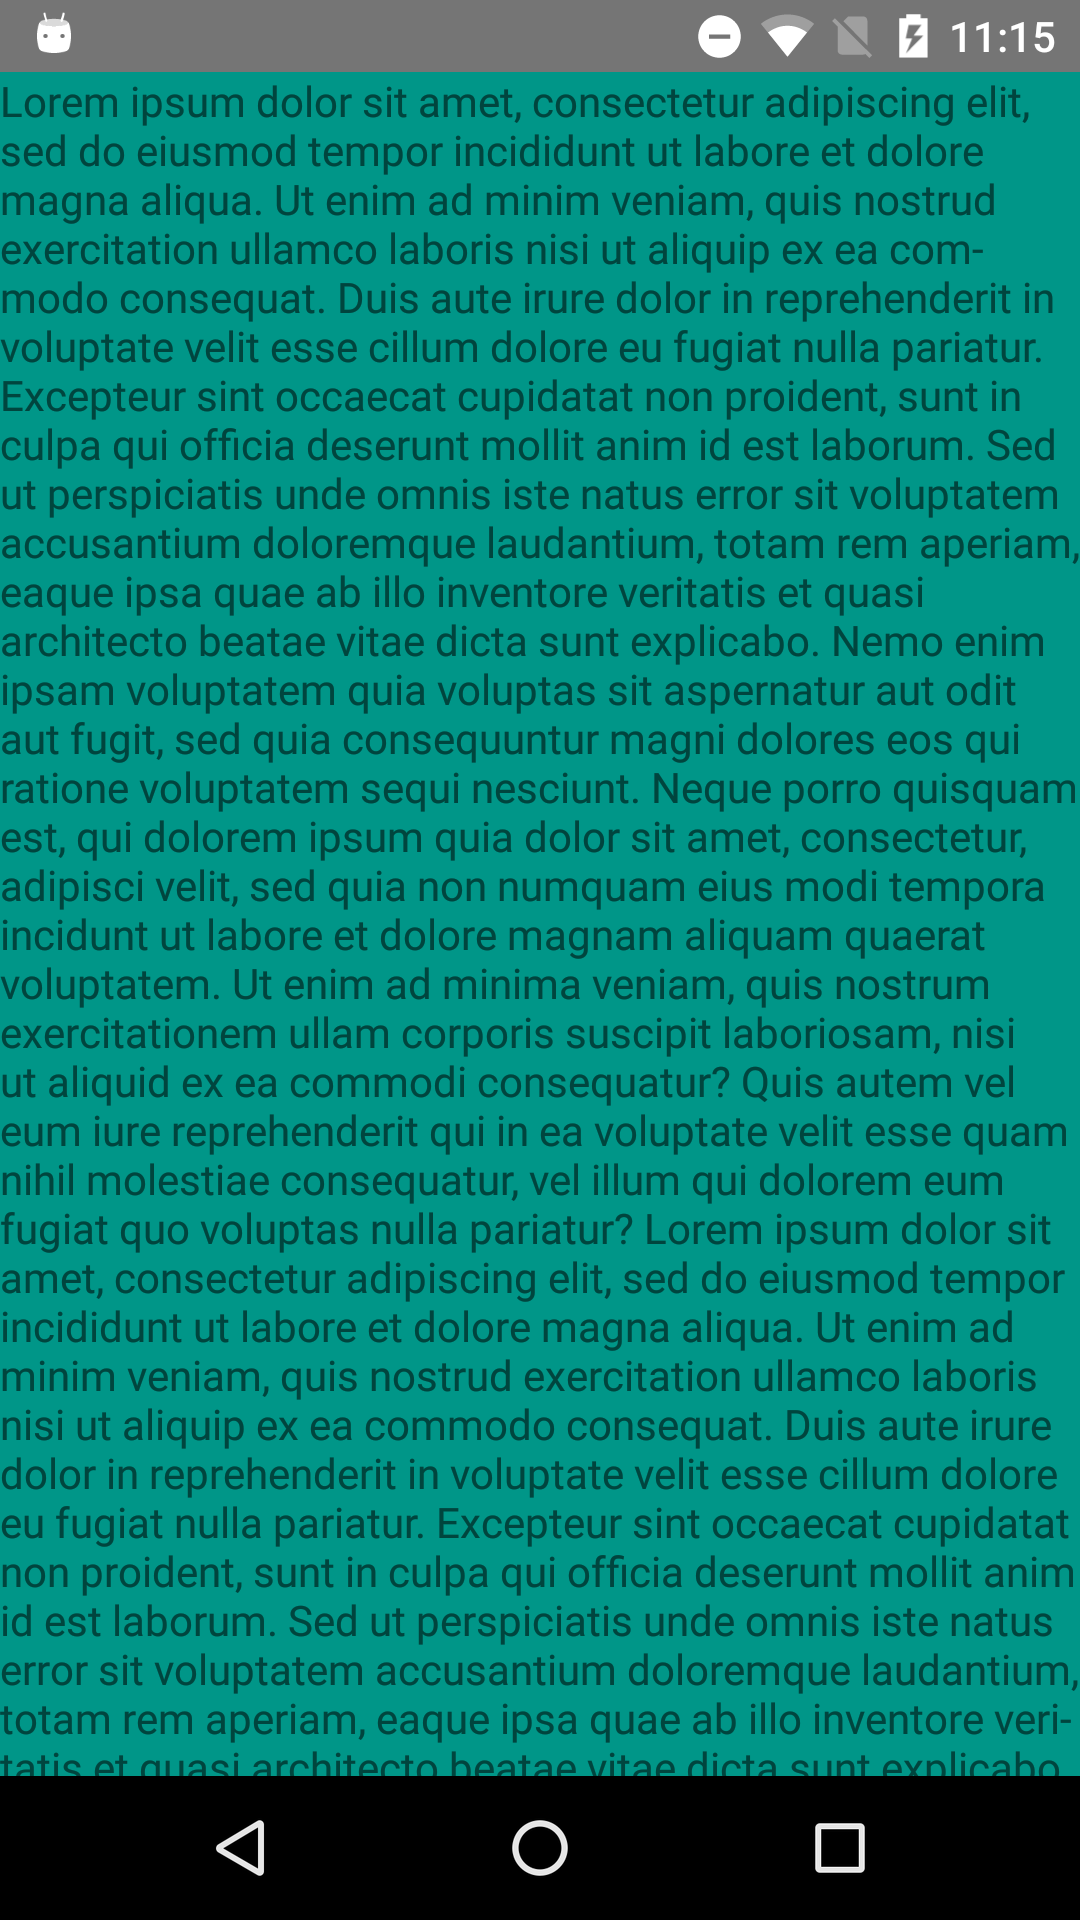 11:15
Lorem ipsum dolor sit amet, consectetur adipiscing elit,
sed do eiusmod tempor incididunt ut labore et dolore
magna aliqua. Ut enim ad minim veniam, quis nostrud
exercitation ullamco laboris nisi ut aliquip ex ea com-
modo consequat. Duis aute irure dolor in reprehenderit in
voluptate velit esse cillum dolore eu fugiat nulla pariatur.
Excepteur sint occaecat cupidatat non proident, sunt in
culpa qui officia deserunt mollit anim id est laborum. Sed
ut perspiciatis unde omnis iste natus error sit voluptatem
accusantium doloremque laudantium, totam rem aperiam,
eaque ipsa quae ab illo inventore veritatis et quasi
architecto beatae vitae dicta sunt explicabo. Nemo enim
ipsam voluptatem quia voluptas sit aspernatur aut odit
aut fugit, sed quia consequuntur magni dolores eos qui
ratione voluptatem sequi nesciunt. Neque porro quisquam
est, qui dolorem ipsum quia dolor sit amet, consectetur,
adipisci velit, sed quia non numquam eius modi tempora
incidunt ut labore et dolore magnam aliquam quaerat
voluptatem. Ut enim ad minima veniam, quis nostrum
exercitationem ullam corporis suscipit laboriosam, nisi
ut aliquid ex ea commodi consequatur? Quis autem vel
eum iure reprehenderit qui in ea voluptate velit esse quam
nihil molestiae consequatur, vel illum qui dolorem eum
fugiat quo voluptas nulla pariatur? Lorem ipsum dolor sit
amet, consectetur adipiscing elit, sed do eiusmod tempor
incididunt ut labore et dolore magna aliqua. Ut enim ad
minim veniam, quis nostrud exercitation ullamco laboris
nisi ut aliquip ex ea commodo consequat. Duis aute irure
dolor in reprehenderit in voluptate velit esse cillum dolore
eu fugiat nulla pariatur. Excepteur sint occaecat cupidatat
non proident, sunt in culpa qui officia deserunt mollit anim
id est laborum. Sed ut perspiciatis unde omnis iste natus
error sit voluptatem accusantium doloremque laudantium,
totam rem aperiam, eaque ipsa quae ab illo inventore veri-
tatis et quasi architecto beatae vitae dicta sunt explicabo.